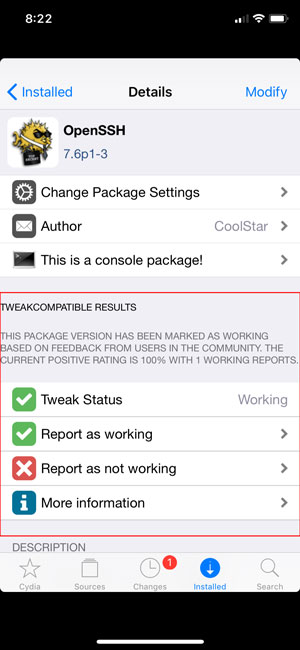 8:22
Installed
Details
Modify
OpenSSH
7.6p1-3
Change Package Settings
Author
CoolStar
This is a console package!
TWEAKCOMPATIBLE RESULTS
THIS PACKAGE VERSION HAS BEEN MARKED AS WORKING
BASED ON FEEDBACK FROM USERS IN THE COMMUNITY. THE
CURRENT POSITIVE RATING IS 100% WITH 1 WORKING REPORTS.
Tweak Status
Working
Report as working
Report as not working
More information
DESCRIPTION
1
Cydia
Sources
Changes
Installed
Search